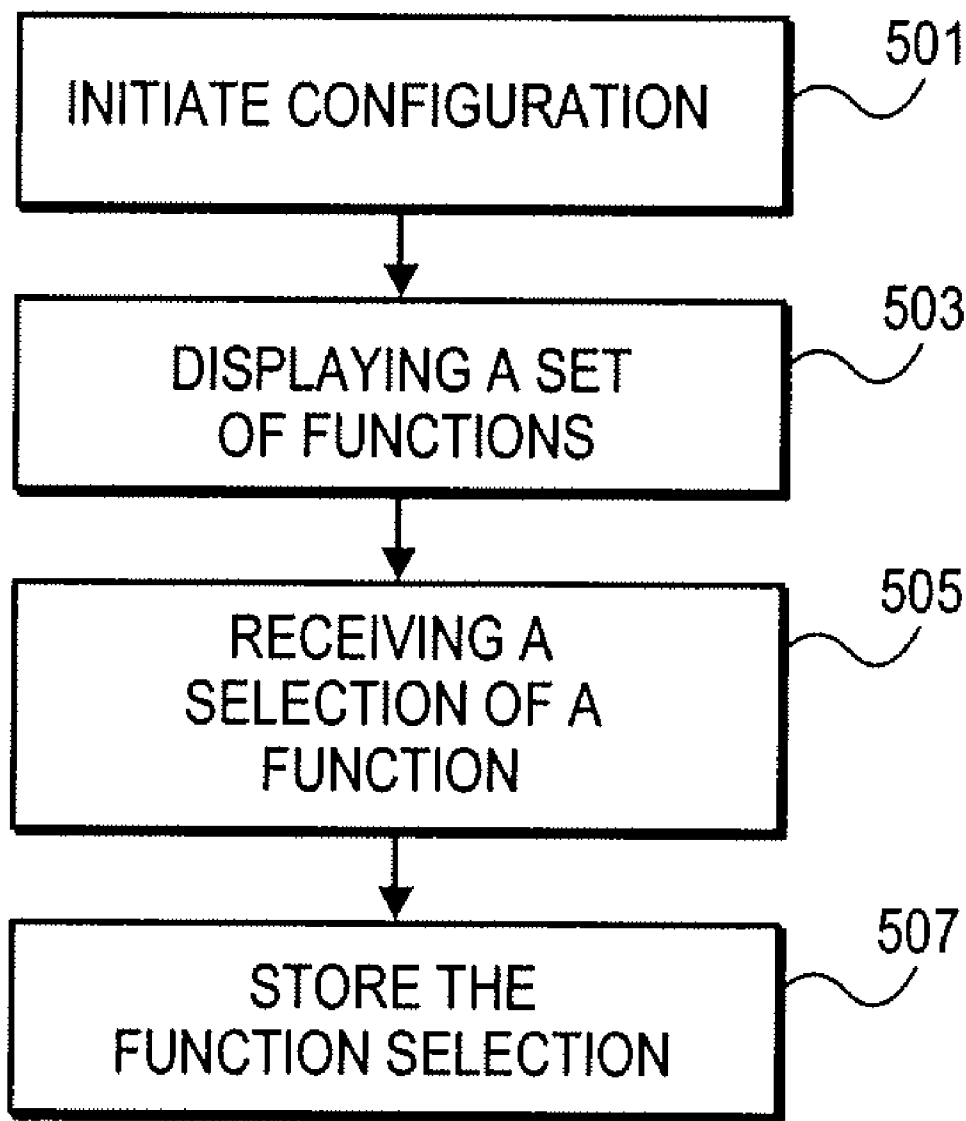 501
INITIATE CONFIGURATION
503
DISPLAYING A SET
OF FUNCTIONS
505
RECEIVING A
SELECTION OF A
FUNCTION
507
STORE THE
FUNCTION SELECTION